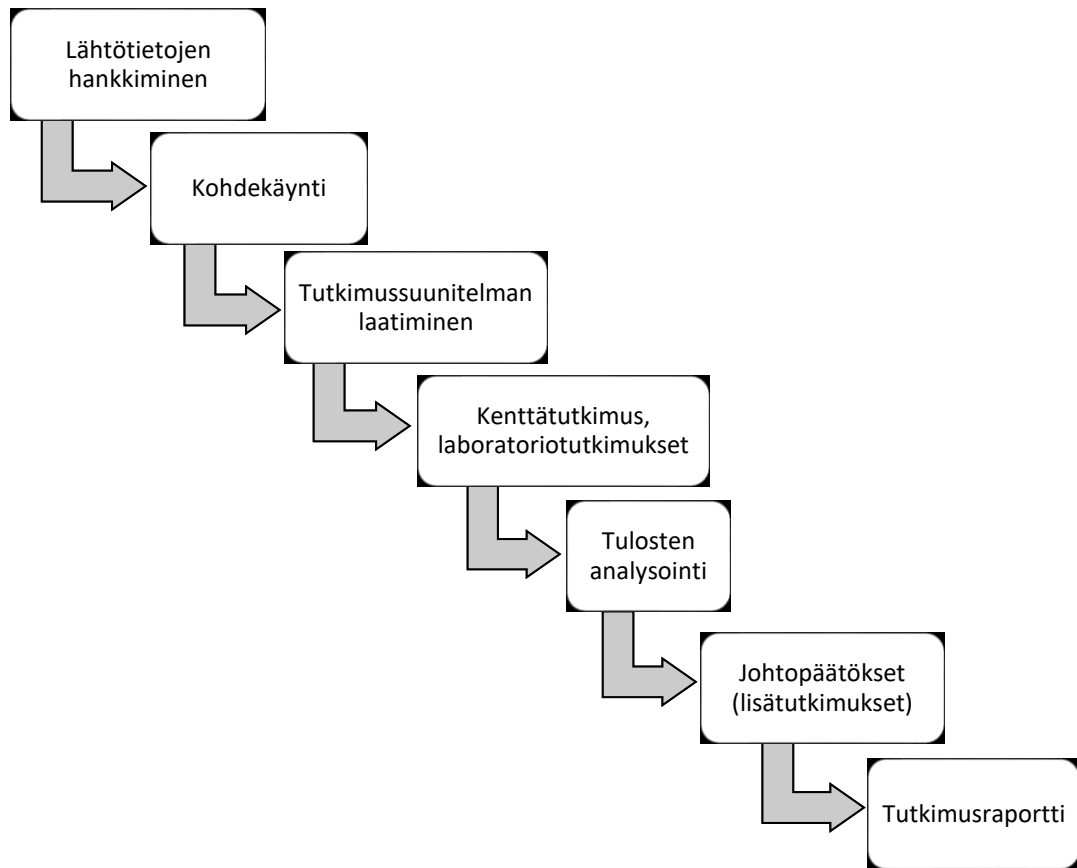 Lähtötietojen
hankkiminen
Kohdekäynti
Tutkimussuunitelman
laatiminen
Kenttätutkimus,
laboratoriotutkimukset
Tulosten
analysointi
Johtopäätökset
(lisätutkimukset)
Tutkimusraportti